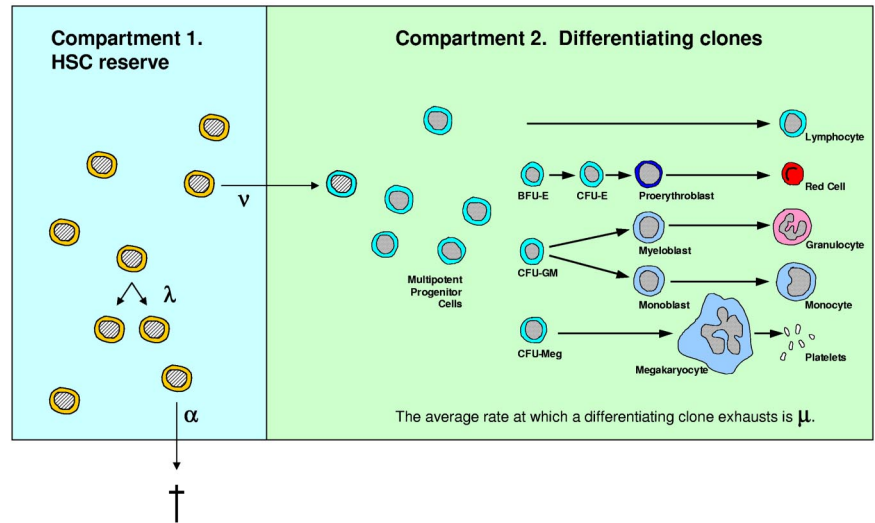 Compartment 1.
HSC reserve
Compartment 2. Differentiating clones
Lymphocyte
BFU-E
CFU-E
Proerythroblast
Red Cell
ν
Myeloblast
Granulocyte
CFU-GM
Multipotent
Progenitor
Cells
λ
Monoblast
Monocyte
CFU-Meg
Megakaryocyte
Platelets
α
The average rate at which a differentiating clone exhausts is μ.
†